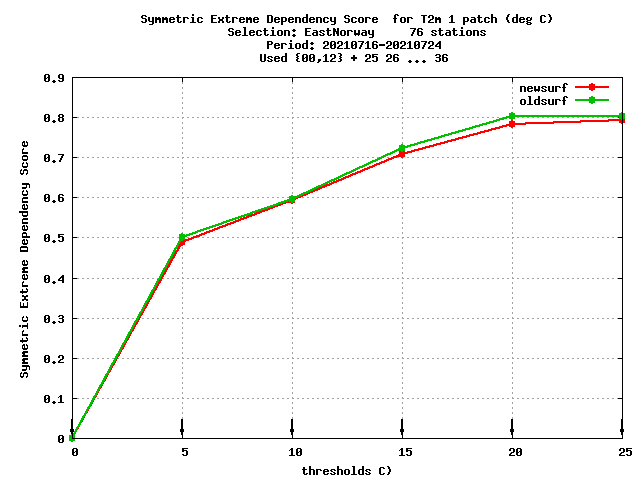 Symmetric Extreme Dependency Score  for T2m 1 patch (deg C)
Selection: EastNorway     76 stations
Period: 20210716-20210724
Used {00,12} + 25 26 ... 36
newsurf
oldsurf
Symmetric Extreme Dependency Score
0.9
0.8
0.7
0.6
0.5
0.4
0.3
0.2
0.1
0
0 5 10 15 20 25
thresholds C)